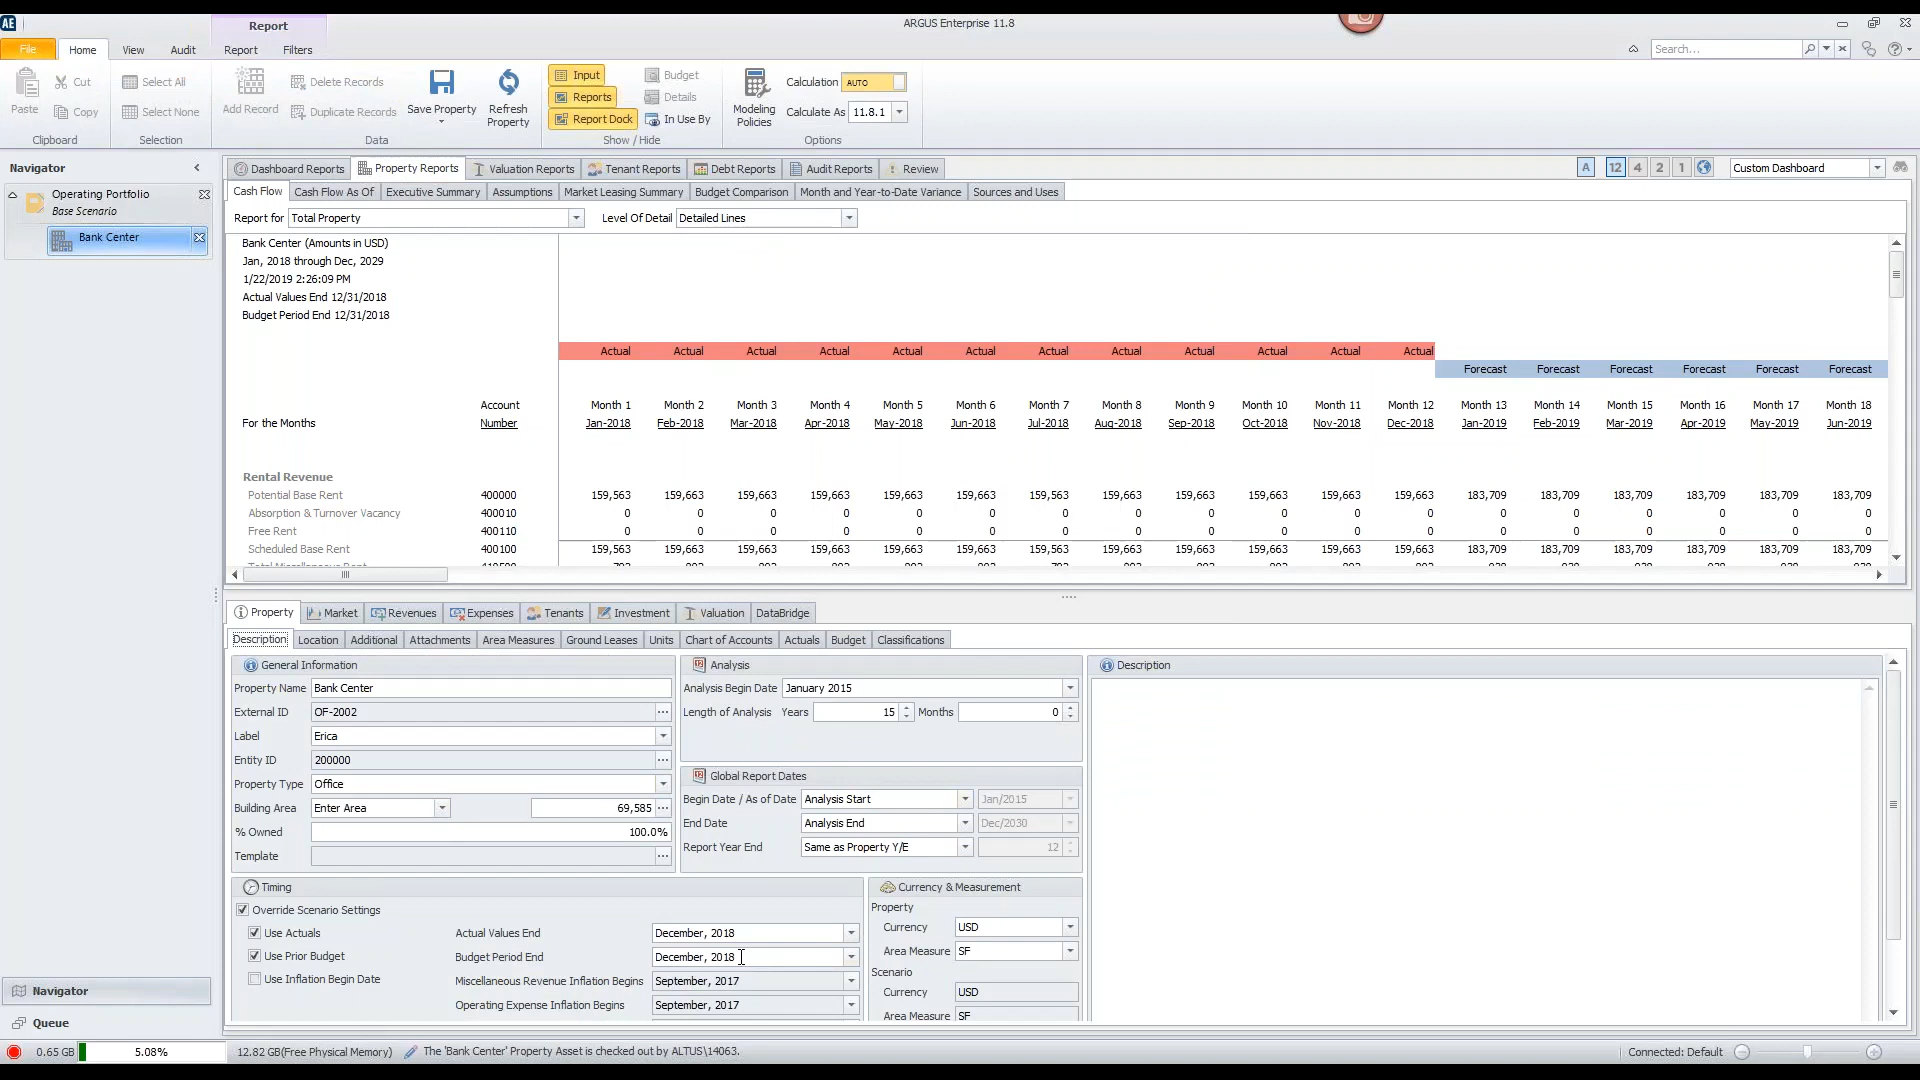 AE
Report
ARGUS Enterprise 11.8
File Home View Audit Report Filters Search...
Paste Cut Copy Clipboard
Select All Select None Selection
Add Record Delete Records Duplicate Records Save Property Refresh Property Data
Input Reports Report Dock Budget Details In Use By Show / Hide
Modeling Policies Calculation AUTO Calculate As 11.8.1 Options
Navigator
Operating Portfolio
Base Scenario
Bank Center
Dashboard Reports Property Reports Valuation Reports Tenant Reports Debt Reports Audit Reports Review A 12 4 2 1 Custom Dashboard
Cash Flow Cash Flow As Of Executive Summary Assumptions Market Leasing Summary Budget Comparison Month and Year-to-Date Variance Sources and Uses
Report for Total Property Level Of Detail Detailed Lines
Bank Center (Amounts in USD)
Jan, 2018 through Dec, 2029
1/22/2019 2:26:09 PM
Actual Values End 12/31/2018
Budget Period End 12/31/2018
Actual Actual Actual Actual Actual Actual Actual Actual Actual Actual Actual Actual
Forecast Forecast Forecast Forecast Forecast Forecast
Account Month 1 Month 2 Month 3 Month 4 Month 5 Month 6 Month 7 Month 8 Month 9 Month 10 Month 11 Month 12 Month 13 Month 14 Month 15 Month 16 Month 17 Month 18
For the Months Number Jan-2018 Feb-2018 Mar-2018 Apr-2018 May-2018 Jun-2018 Jul-2018 Aug-2018 Sep-2018 Oct-2018 Nov-2018 Dec-2018 Jan-2019 Feb-2019 Mar-2019 Apr-2019 May-2019 Jun-2019
Rental Revenue
Potential Base Rent 400000 159,563 159,663 159,663 159,663 159,663 159,663 159,663 159,663 159,663 159,663 159,663 159,663 183,709 183,709 183,709 183,709 183,709 183,709
Absorption & Turnover Vacancy 400010 0 0 0 0 0 0 0 0 0 0 0 0 0 0 0 0 0 0
Free Rent 400110 0 0 0 0 0 0 0 0 0 0 0 0 0 0 0 0 0 0
Scheduled Base Rent 400100 159,563 159,663 159,663 159,663 159,663 159,663 159,663 159,663 159,663 159,663 159,663 159,663 183,709 183,709 183,709 183,709 183,709 183,709
Property Market Revenues Expenses Tenants Investment Valuation DataBridge
Description Location Additional Attachments Area Measures Ground Leases Units Chart of Accounts Actuals Budget Classifications
General Information
Property Name Bank Center
External ID OF-2002
Label Erica
Entity ID 200000
Property Type Office
Building Area Enter Area 69,585
% Owned 100.0%
Template
Analysis
Analysis Begin Date January 2015
Length of Analysis Years 15 Months 0
Global Report Dates
Begin Date / As of Date Analysis Start Jan/2015
End Date Analysis End Dec/2030
Report Year End Same as Property Y/E 12
Description
Timing
Override Scenario Settings
Use Actuals Actual Values End December, 2018
Use Prior Budget Budget Period End December, 2018
Use Inflation Begin Date Miscellaneous Revenue Inflation Begins September, 2017
Operating Expense Inflation Begins September, 2017
Currency & Measurement
Property
Currency USD
Area Measure SF
Scenario
Currency USD
Area Measure SF
Navigator
Queue
0.65 GB 5.08% 12.82 GB(Free Physical Memory) The 'Bank Center' Property Asset is checked out by ALTUS\14063. Connected: Default